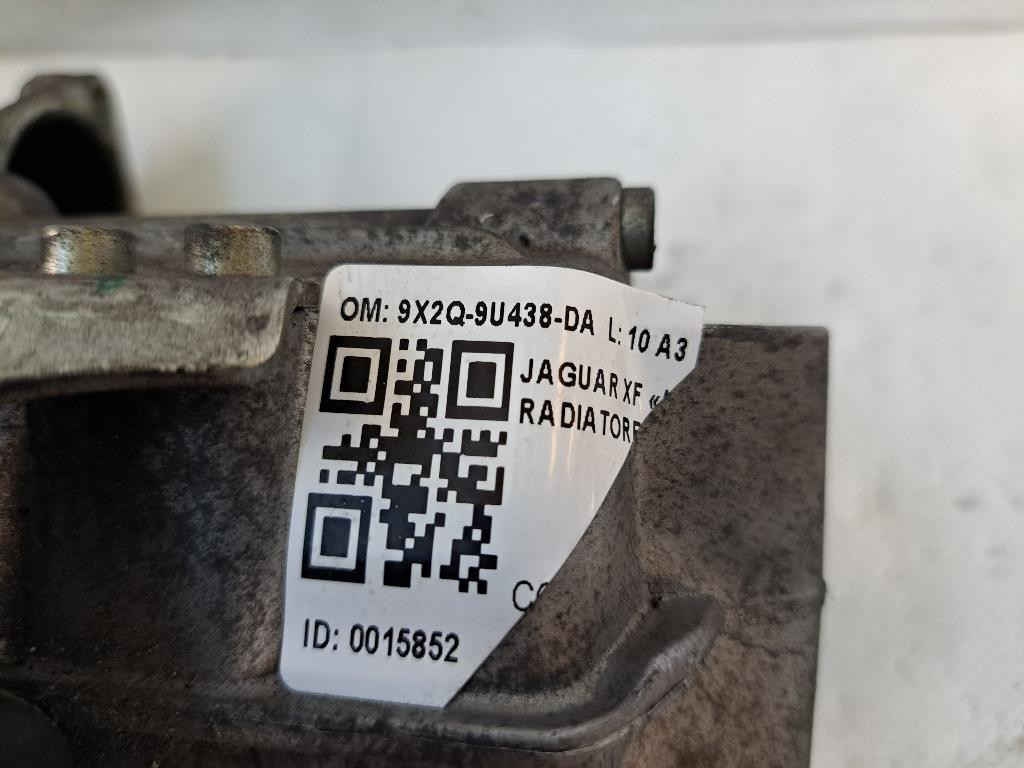 OM: 9X2Q-9U438-DA L: 10 A3
JAGUAR XF
RADIATORE
ID: 0015852